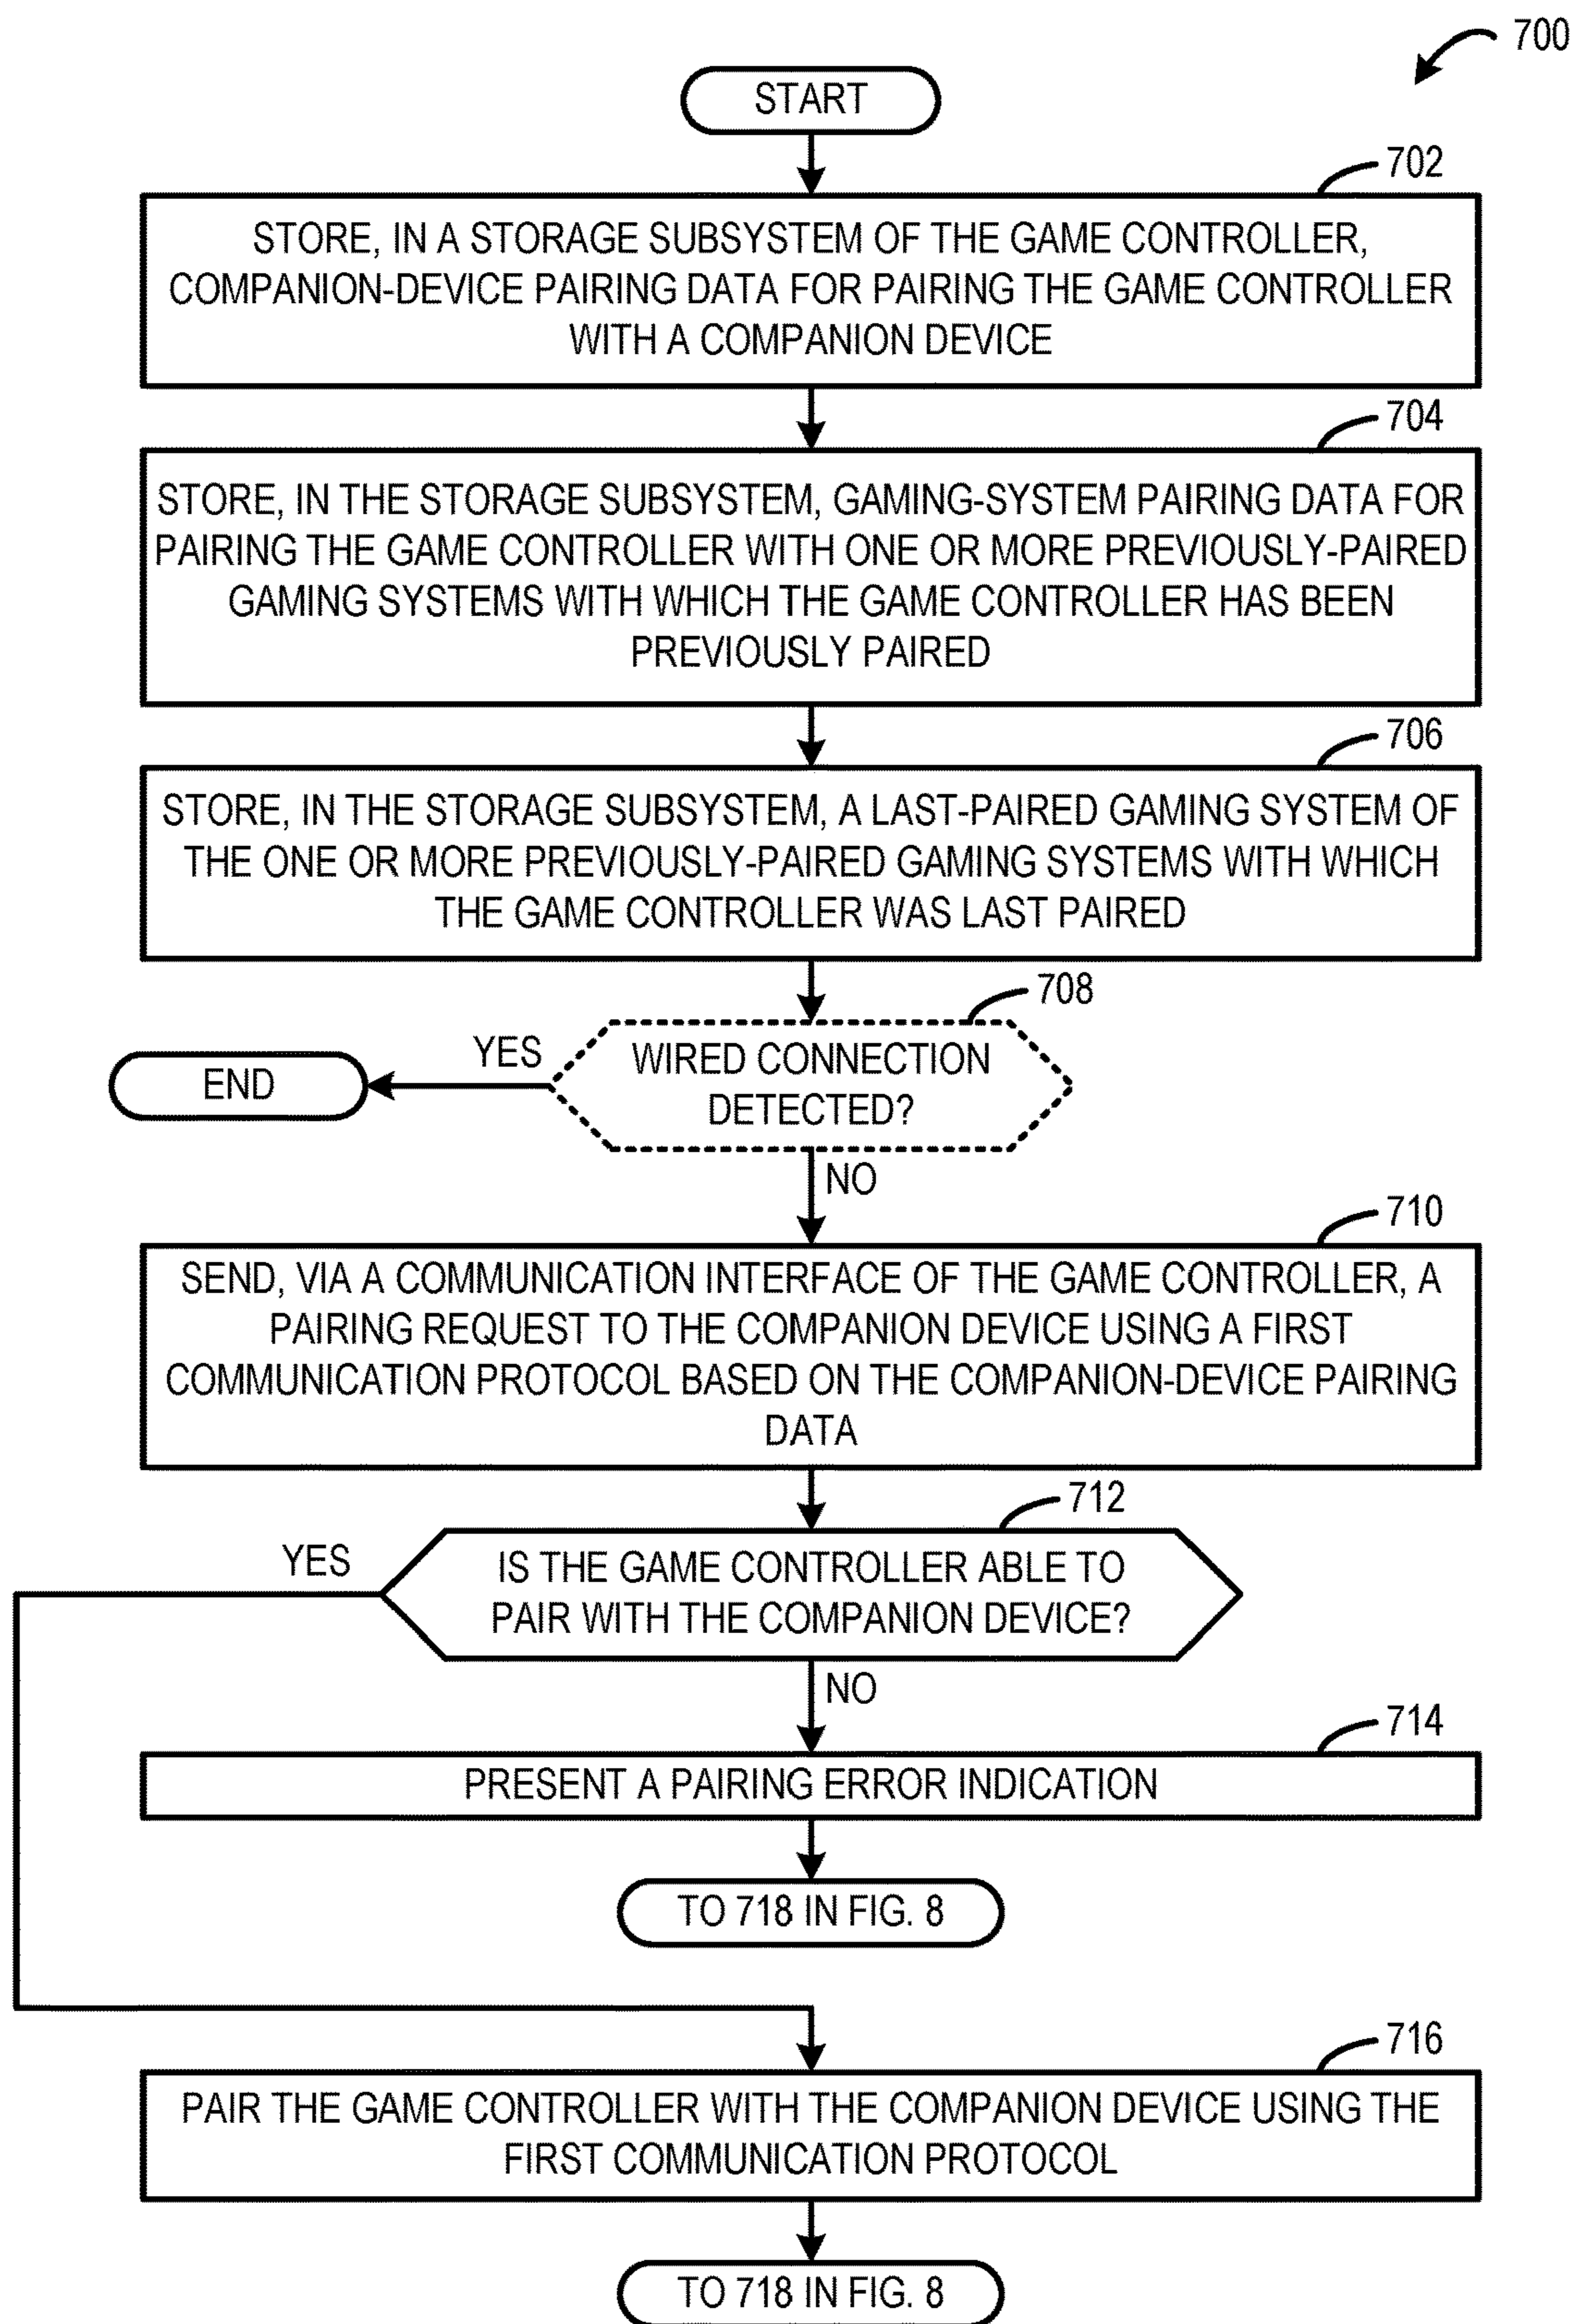 700
START
702
STORE, IN A STORAGE SUBSYSTEM OF THE GAME CONTROLLER,
COMPANION-DEVICE PAIRING DATA FOR PAIRING THE GAME CONTROLLER
WITH A COMPANION DEVICE
704
STORE, IN THE STORAGE SUBSYSTEM, GAMING-SYSTEM PAIRING DATA FOR
PAIRING THE GAME CONTROLLER WITH ONE OR MORE PREVIOUSLY-PAIRED
GAMING SYSTEMS WITH WHICH THE GAME CONTROLLER HAS BEEN
PREVIOUSLY PAIRED
706
STORE, IN THE STORAGE SUBSYSTEM, A LAST-PAIRED GAMING SYSTEM OF
THE ONE OR MORE PREVIOUSLY-PAIRED GAMING SYSTEMS WITH WHICH
THE GAME CONTROLLER WAS LAST PAIRED
708
WIRED CONNECTION
DETECTED?
YES
END
NO
710
SEND, VIA A COMMUNICATION INTERFACE OF THE GAME CONTROLLER, A
PAIRING REQUEST TO THE COMPANION DEVICE USING A FIRST
COMMUNICATION PROTOCOL BASED ON THE COMPANION-DEVICE PAIRING
DATA
712
YES
IS THE GAME CONTROLLER ABLE TO
PAIR WITH THE COMPANION DEVICE?
NO
714
PRESENT A PAIRING ERROR INDICATION
TO 718 IN FIG. 8
716
PAIR THE GAME CONTROLLER WITH THE COMPANION DEVICE USING THE
FIRST COMMUNICATION PROTOCOL
TO 718 IN FIG. 8